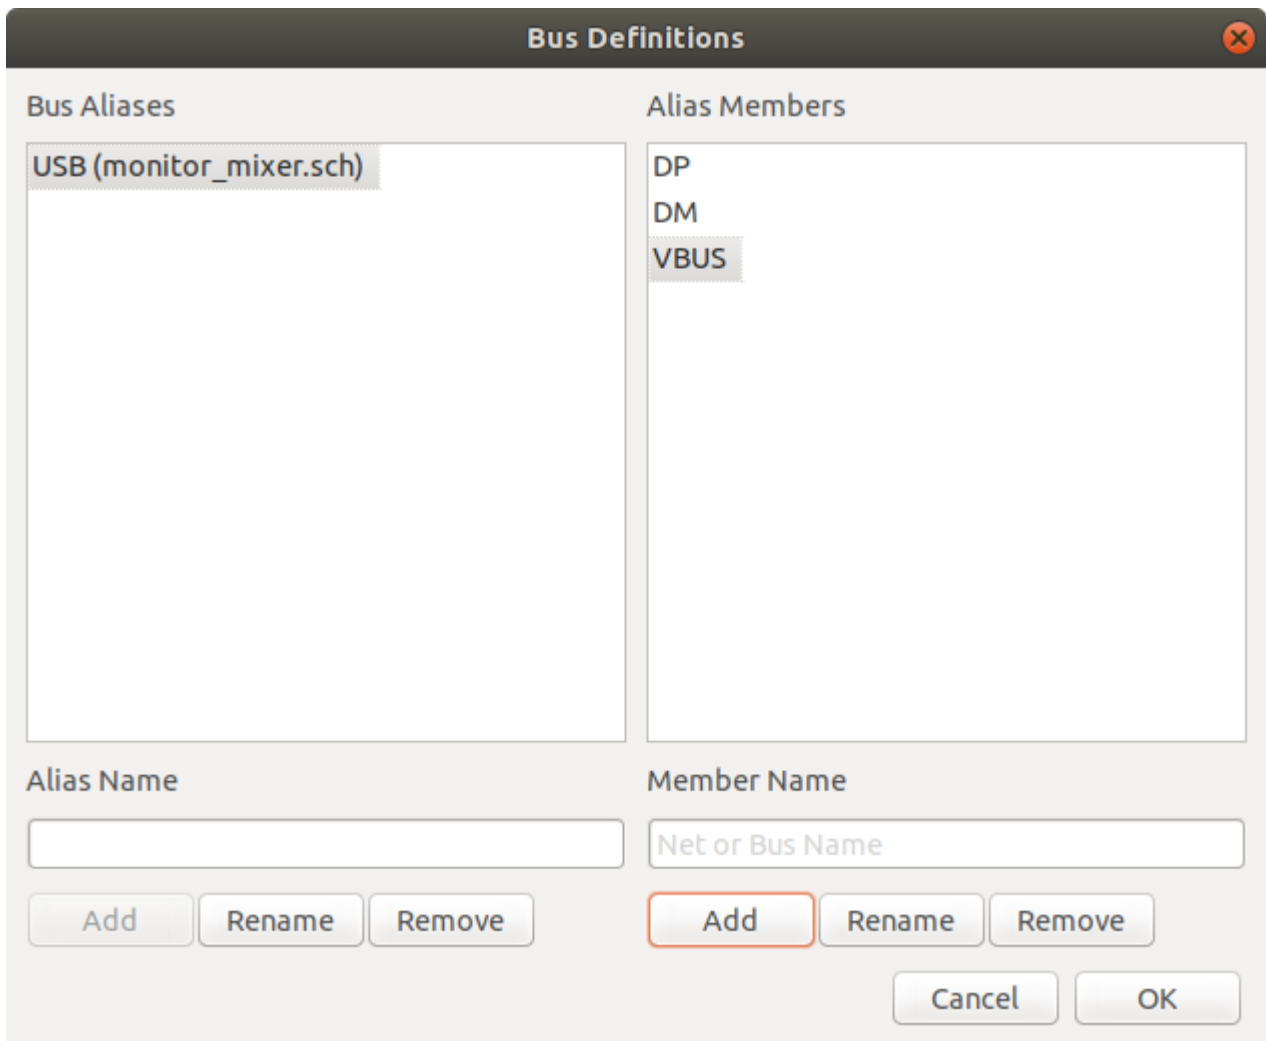 Bus Definitions
Bus Aliases
Alias Members
USB (monitor_mixer.sch)
DP
DM
VBUS
Alias Name
Member Name
Net or Bus Name
Add Rename Remove
Add Rename Remove
Cancel OK